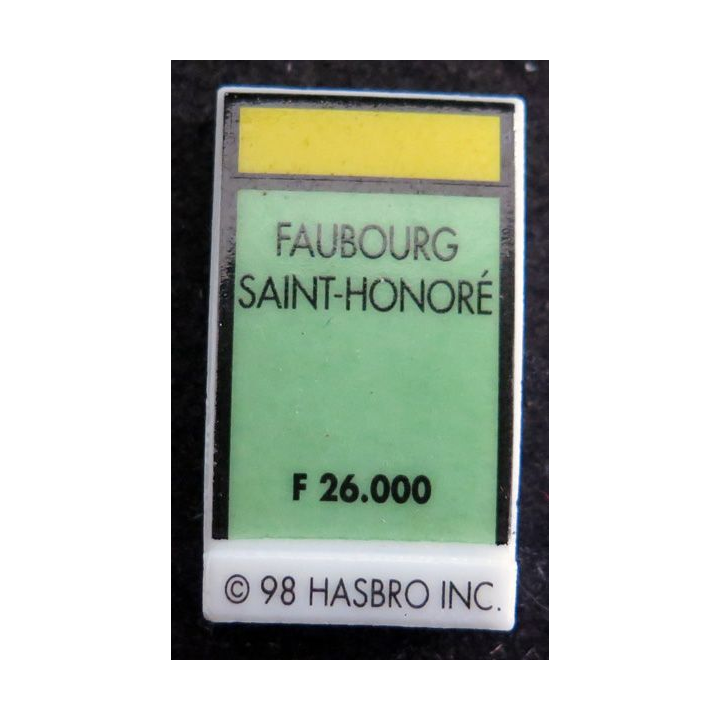 FAUBOURG
SAINT-HONORÉ
F 26.000
© 98 HASBRO INC.